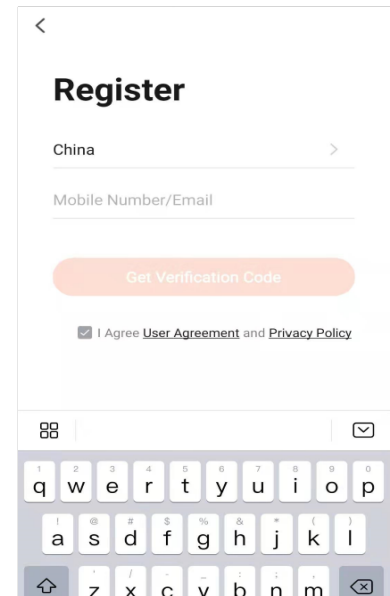 Register
China
Mobile Number/Email
Get Verification Code
I Agree User Agreement and Privacy Policy
1 2 3 4 5 6 7 8 9 0
q w e r t y u i o p
! @ # $ % & * ( )
a s d f g h j k l
' / - _ : ; ,
z x c v b n m